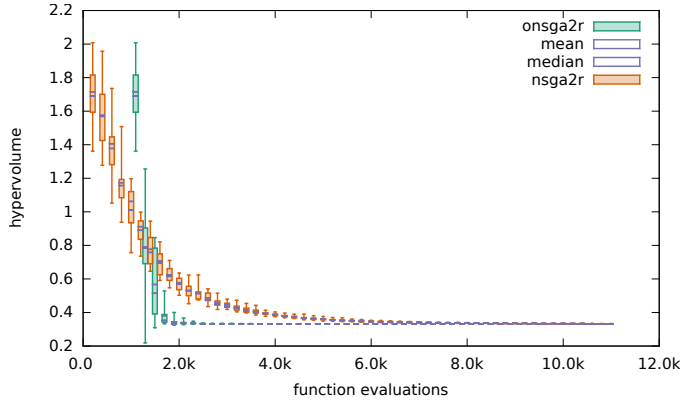 onsga2r
mean
median
nsga2r
hypervolume
2.2
2
1.8
1.6
1.4
1.2
1
0.8
0.6
0.4
0.2
0.0
2.0k
4.0k
6.0k
8.0k
10.0k
12.0k
function evaluations